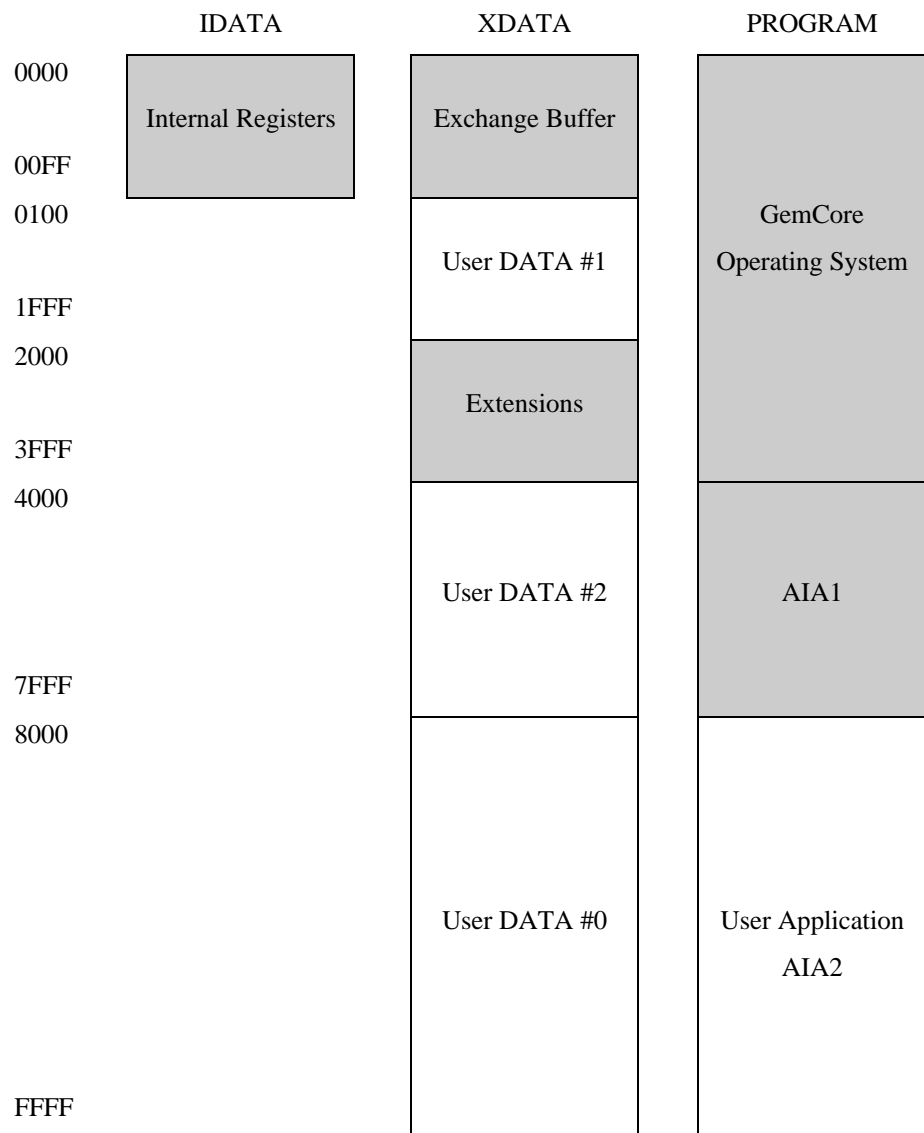 IDATA XDATA PROGRAM
0000
Internal Registers Exchange Buffer
00FF
0100 GemCore
User DATA #1 Operating System
1FFF
2000
Extensions
3FFF
4000
User DATA #2 AIA1
7FFF
8000
User DATA #0 User Application
AIA2
FFFF